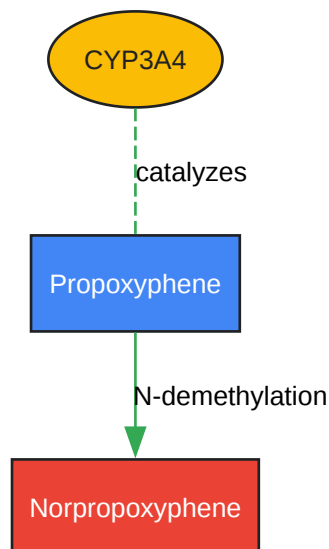 CYP3A4
catalyzes
Propoxyphene
N-demethylation
Norpropoxyphene